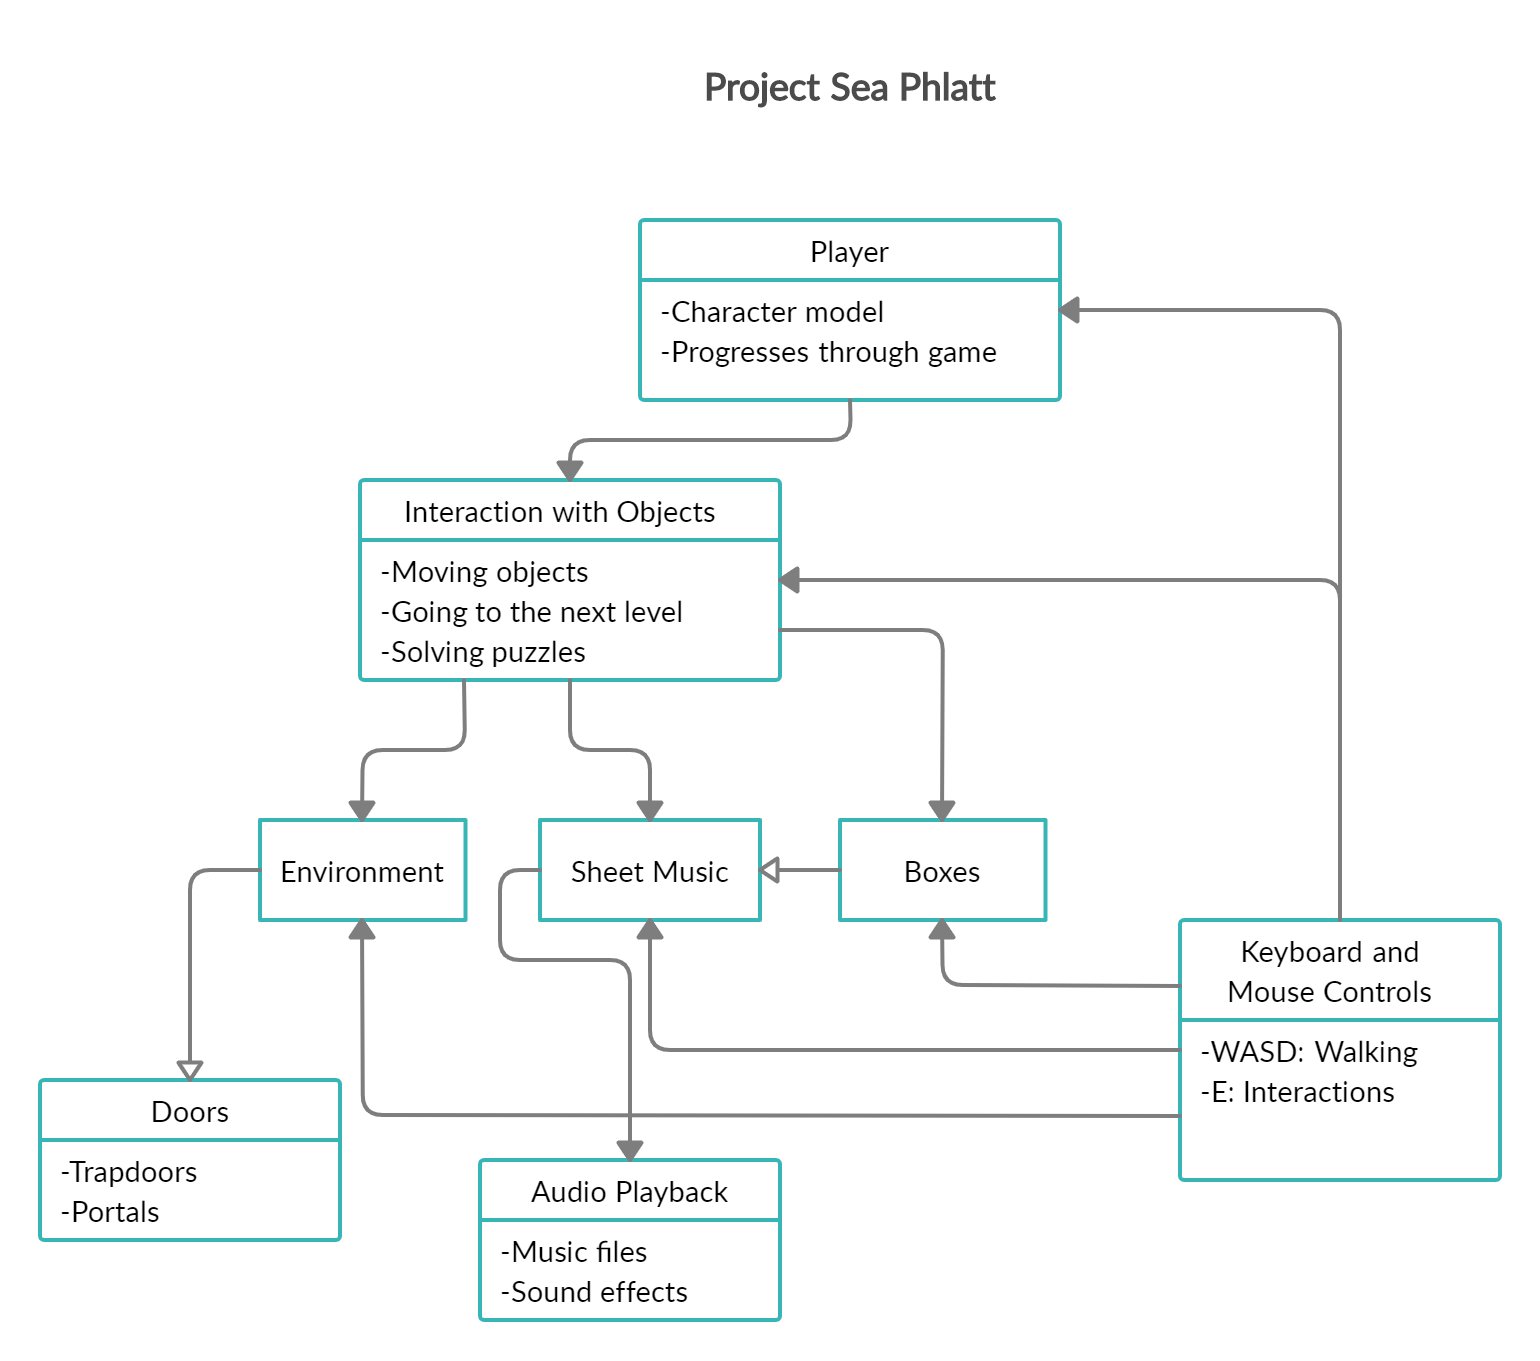 Project Sea Phlatt
Player
-Character model
-Progresses through game
Interaction with Objects
-Moving objects
-Going to the next level
-Solving puzzles
Environment
Sheet Music
Boxes
Keyboard and
Mouse Controls
-WASD: Walking
-E: Interactions
Doors
-Trapdoors
-Portals
Audio Playback
-Music files
-Sound effects